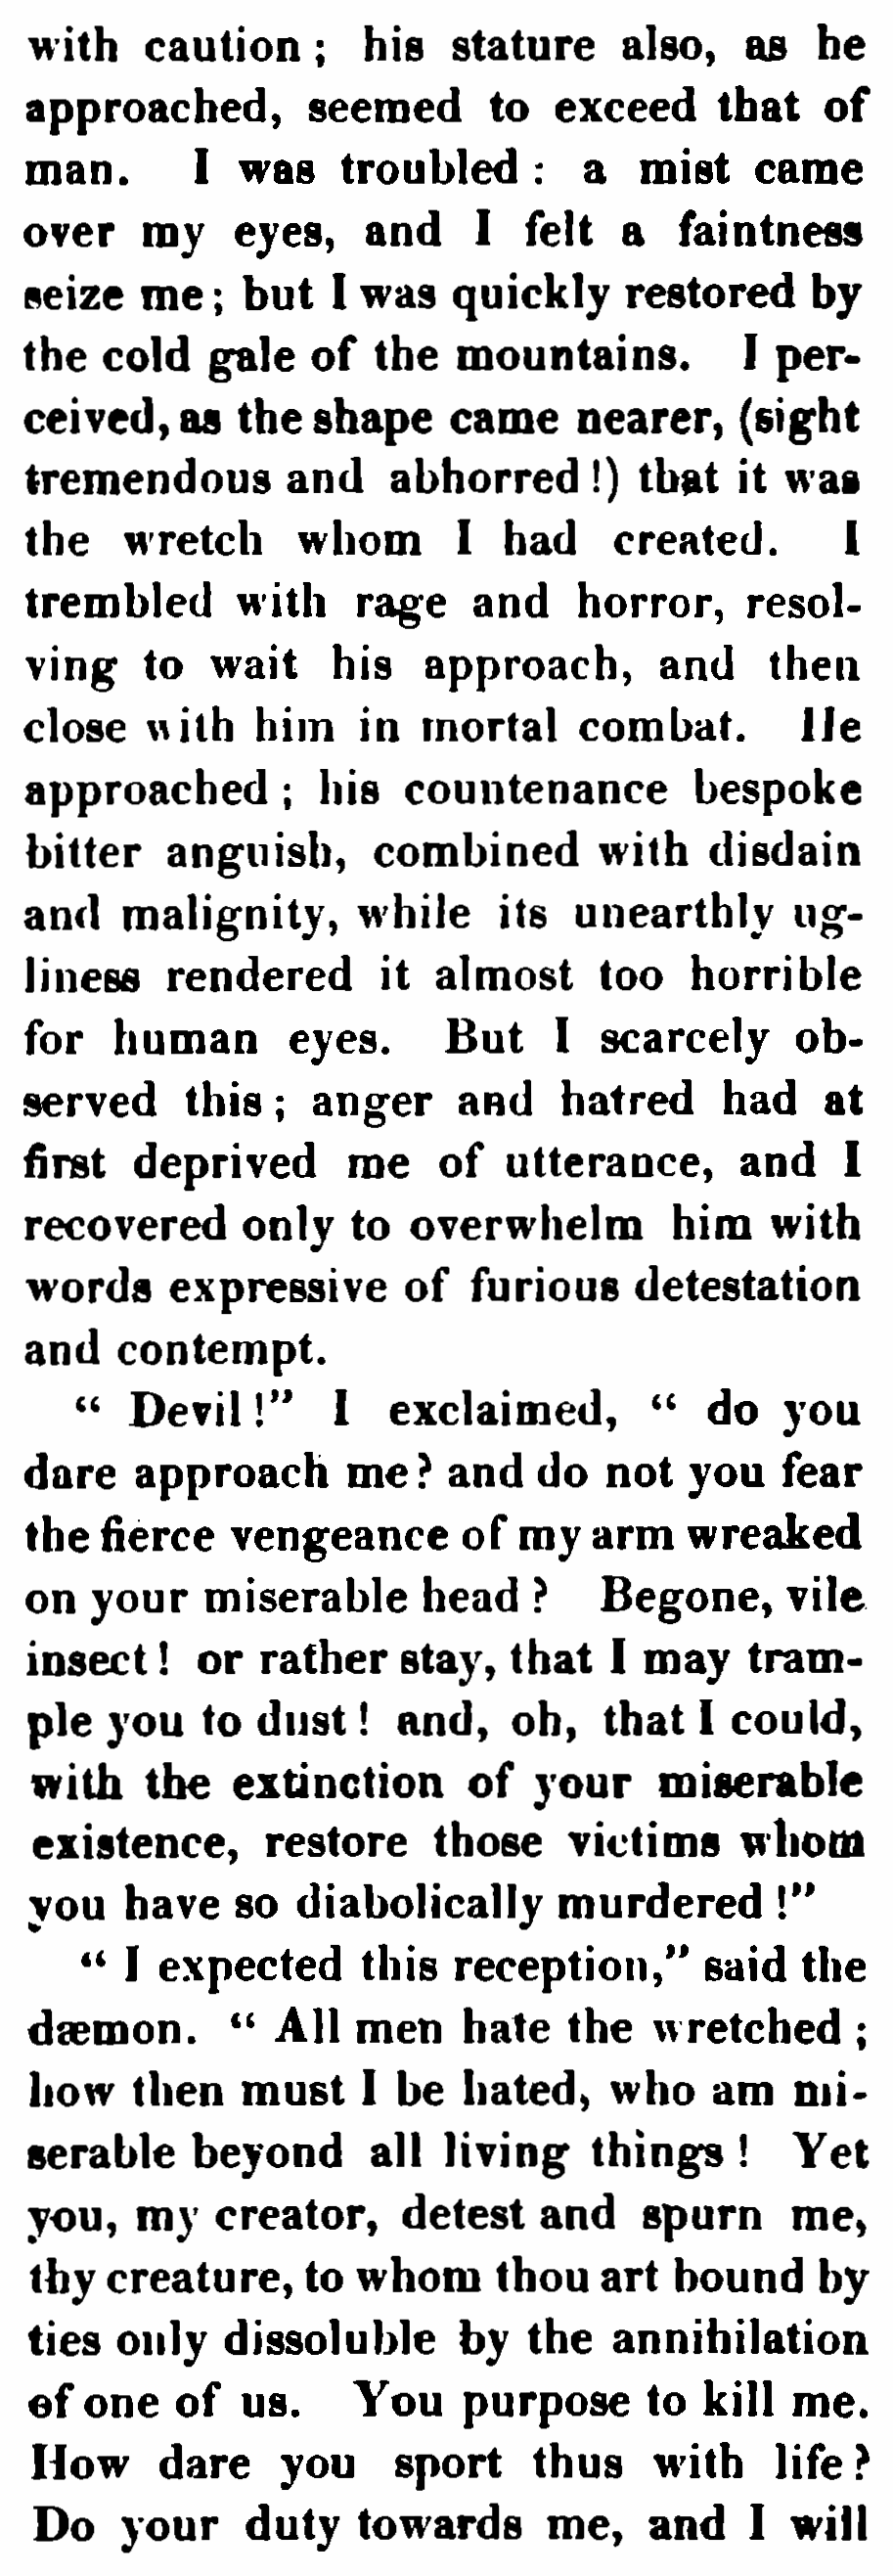 with caution ; his stature also, as he
approached, seemed to exceed that of
man. I was troubled : a mist came
over my eyes, and I felt a faintness
seize me ; but I was quickly restored by
the cold gale of the mountains. I per-
ceived, as the shape came nearer, (sight
tremendous and abhorred !) that it was
the wretch whom I had created. I
trembled with rage and horror, resol-
ving to wait his approach, and then
close with him in mortal combat. He
approached ; his countenance bespoke
bitter anguish, combined with disdain
and malignity, while its unearthly ug-
liness rendered it almost too horrible
for human eyes. But I scarcely ob-
served this ; anger and hatred had at
first deprived me of utterance, and I
recovered only to overwhelm him with
words expressive of furious detestation
and contempt.
“ Devil !” I exclaimed, “ do you
dare approach me ? and do not you fear
the fierce vengeance of my arm wreaked
on your miserable head ? Begone, vile
insect ! or rather stay, that I may tram-
ple you to dust ! and, oh, that I could,
with the extinction of your miserable
existence, restore those victims whom
you have so diabolically murdered !”
“ I expected this reception,” said the
dæmon. “ All men hate the wretched ;
how then must I be hated, who am mi-
serable beyond all living things ! Yet
you, my creator, detest and spurn me,
thy creature, to whom thou art bound by
ties only dissoluble by the annihilation
of one of us. You purpose to kill me.
How dare you sport thus with life ?
Do your duty towards me, and I will